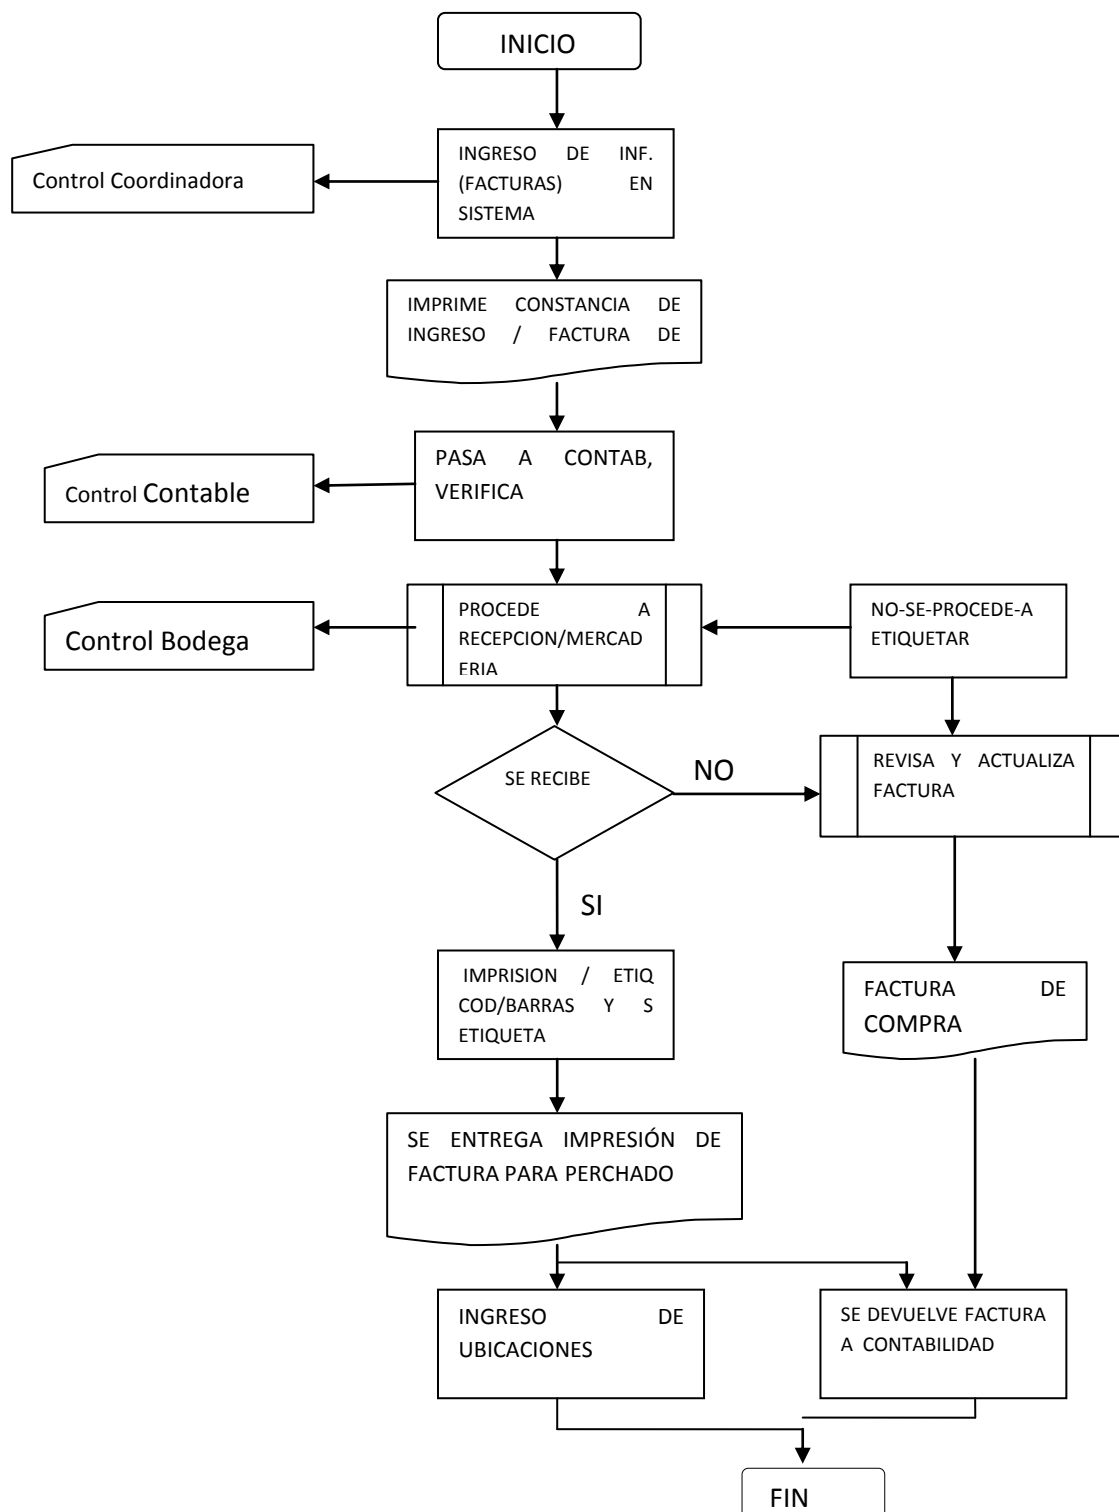 INICIO
INGRESO DE INF.
(FACTURAS) EN
SISTEMA
Control Coordinadora
IMPRIME CONSTANCIA DE
INGRESO / FACTURA DE
PASA A CONTAB,
VERIFICA
Control Contable
PROCEDE A
RECEPCION/MERCAD
ERIA
Control Bodega
NO-SE-PROCEDE-A
ETIQUETAR
SE RECIBE
NO
REVISA Y ACTUALIZA
FACTURA
SI
IMPRISION / ETIQ
COD/BARRAS Y S
ETIQUETA
FACTURA DE
COMPRA
SE ENTREGA IMPRESIÓN DE
FACTURA PARA PERCHADO
INGRESO DE
UBICACIONES
SE DEVUELVE FACTURA
A CONTABILIDAD
FIN